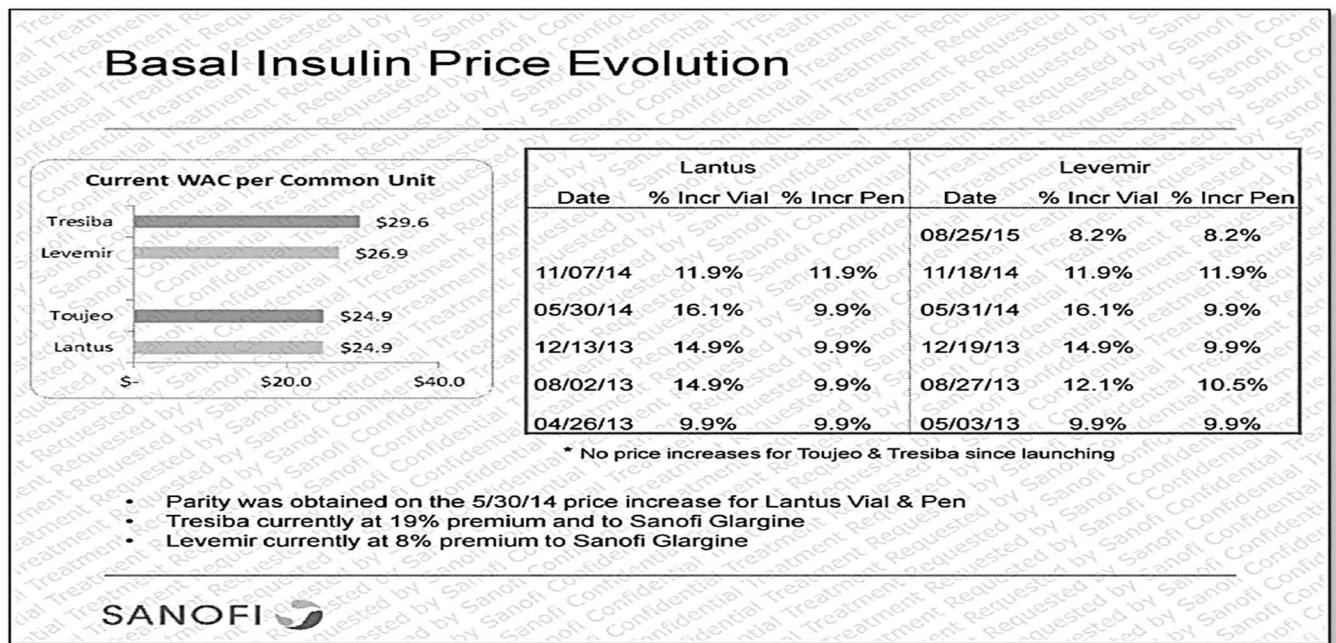 Basal Insulin Price Evolution
Current WAC per Common Unit
Tresiba $29.6
Levemir $26.9
Toujeo $24.9
Lantus $24.9
$- $20.0 $40.0
Lantus Levemir
Date % Incr Vial % Incr Pen Date % Incr Vial % Incr Pen
08/25/15 8.2% 8.2%
11/07/14 11.9% 11.9% 11/18/14 11.9% 11.9%
05/30/14 16.1% 9.9% 05/31/14 16.1% 9.9%
12/13/13 14.9% 9.9% 12/19/13 14.9% 9.9%
08/02/13 14.9% 9.9% 08/27/13 12.1% 10.5%
04/26/13 9.9% 9.9% 05/03/13 9.9% 9.9%
* No price increases for Toujeo & Tresiba since launching
• Parity was obtained on the 5/30/14 price increase for Lantus Vial & Pen
• Tresiba currently at 19% premium and to Sanofi Glargine
• Levemir currently at 8% premium to Sanofi Glargine
SANOFI
Confidential Treatment Requested by Sanofi